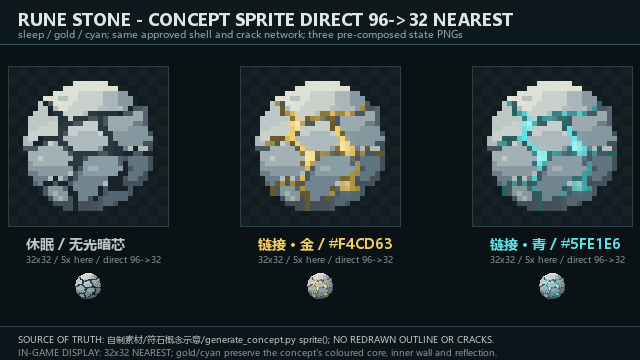 RUNE STONE - CONCEPT SPRITE DIRECT 96->32 NEAREST
sleep / gold / cyan; same approved shell and crack network; three pre-composed state PNGs
休眠 / 无光暗芯
32x32 / 5x here / direct 96->32
链接 • 金 / #F4CD63
32x32 / 5x here / direct 96->32
链接 • 青 / #5FE1E6
32x32 / 5x here / direct 96->32
SOURCE OF TRUTH: 自制素材/符石概念示意/generate_concept.py sprite(); NO REDRAWN OUTLINE OR CRACKS.
IN-GAME DISPLAY: 32x32 NEAREST; gold/cyan preserve the concept's coloured core, inner wall and reflection.